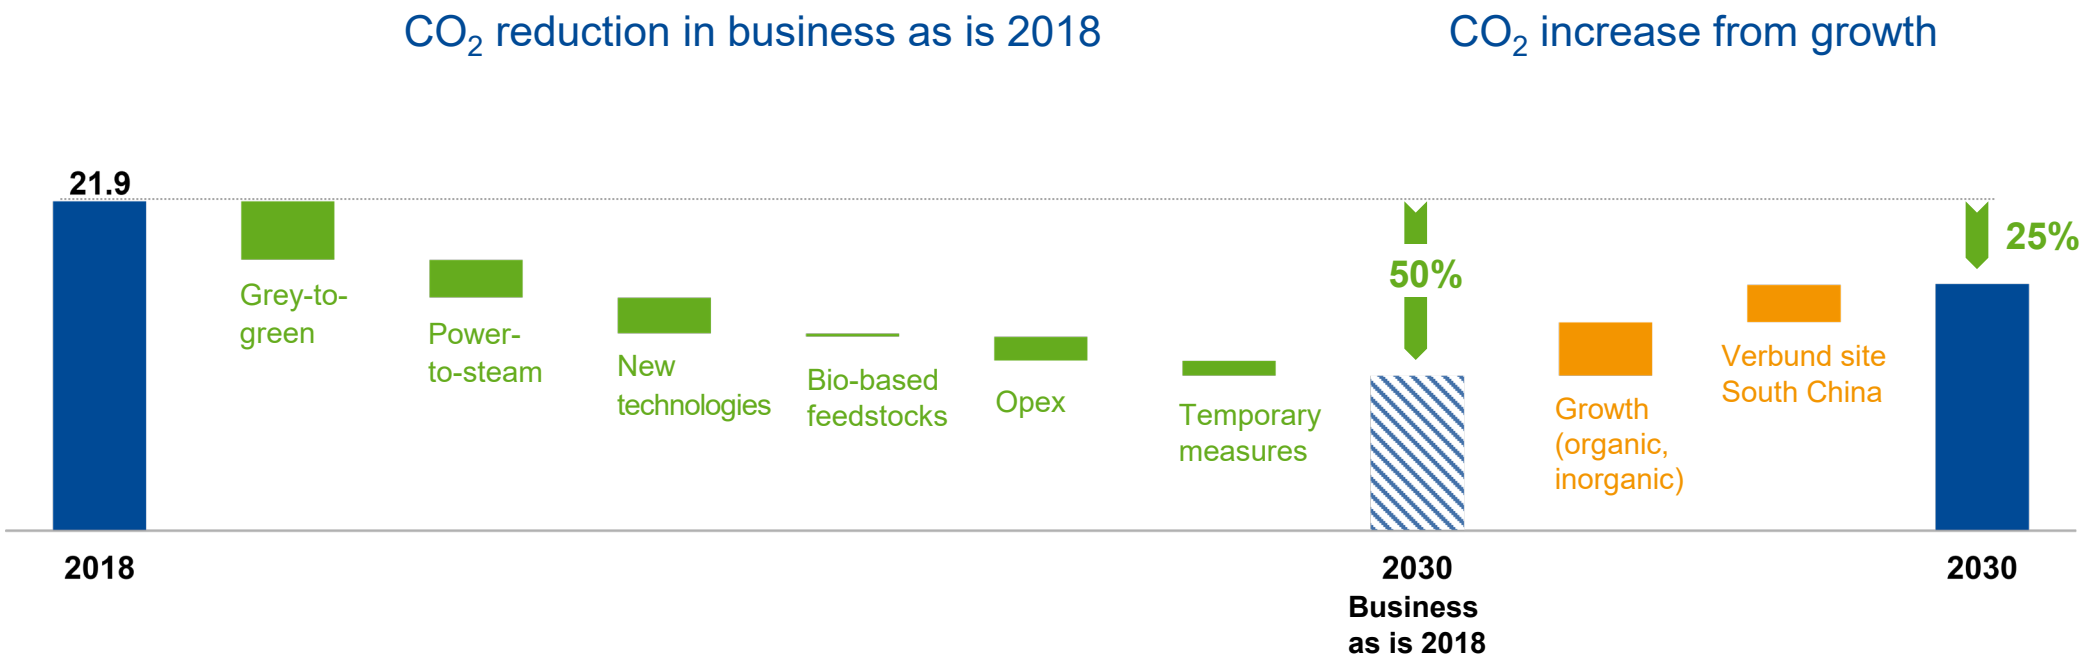 CO₂ reduction in business as is 2018
CO₂ increase from growth
21.9
Grey-to-
green
Power-
to-steam
New
technologies
Bio-based
feedstocks
Opex
Temporary
measures
50%
Growth
(organic,
inorganic)
Verbund site
South China
25%
2018
2030
Business
as is 2018
2030